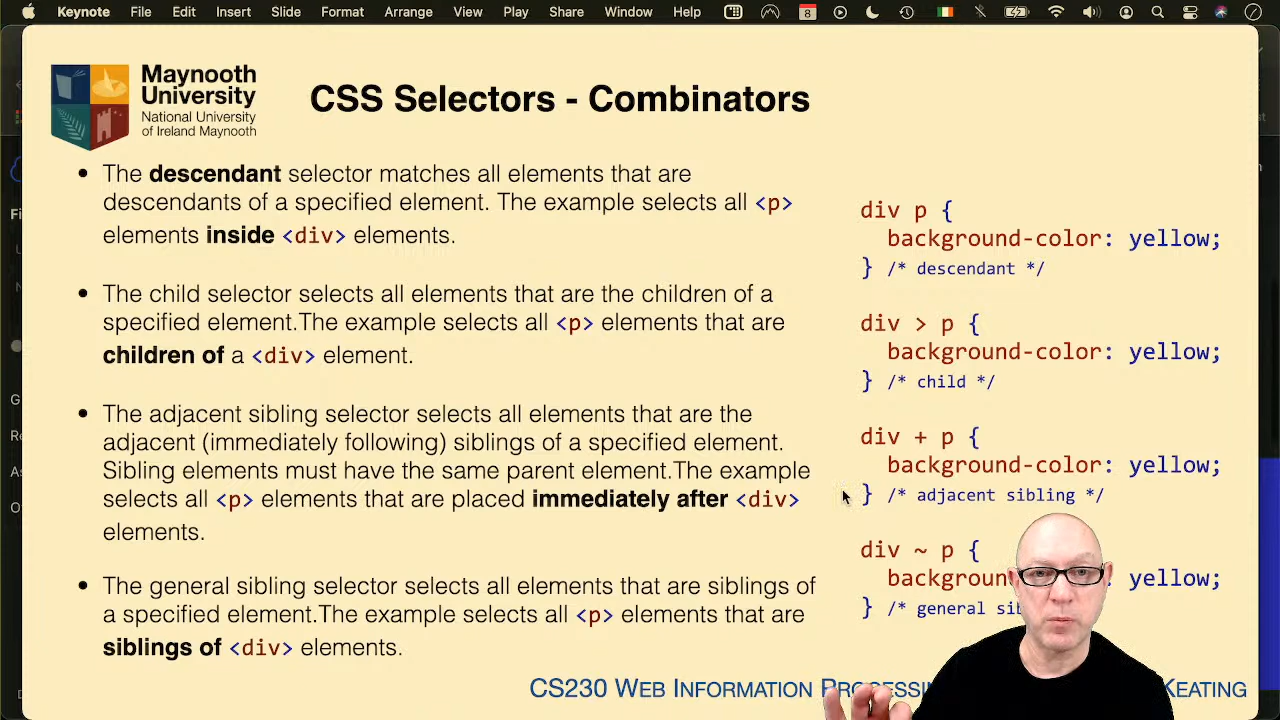 Keynote File Edit Insert Slide Format Arrange View Play Share Window Help 8
Maynooth
University
National University
of Ireland Maynooth
CSS Selectors - Combinators
• The descendant selector matches all elements that are
descendants of a specified element. The example selects all <p>
elements inside <div> elements.
• The child selector selects all elements that are the children of a
specified element.The example selects all <p> elements that are
children of a <div> element.
• The adjacent sibling selector selects all elements that are the
adjacent (immediately following) siblings of a specified element.
Sibling elements must have the same parent element.The example
selects all <p> elements that are placed immediately after <div>
elements.
• The general sibling selector selects all elements that are siblings of
a specified element.The example selects all <p> elements that are
siblings of <div> elements.
div p {
background-color: yellow;
} /* descendant */
div > p {
background-color: yellow;
} /* child */
div + p {
background-color: yellow;
} /* adjacent sibling */
div ~ p {
yellow;
} /* general
CS230 WEB INFORMATION KEATING